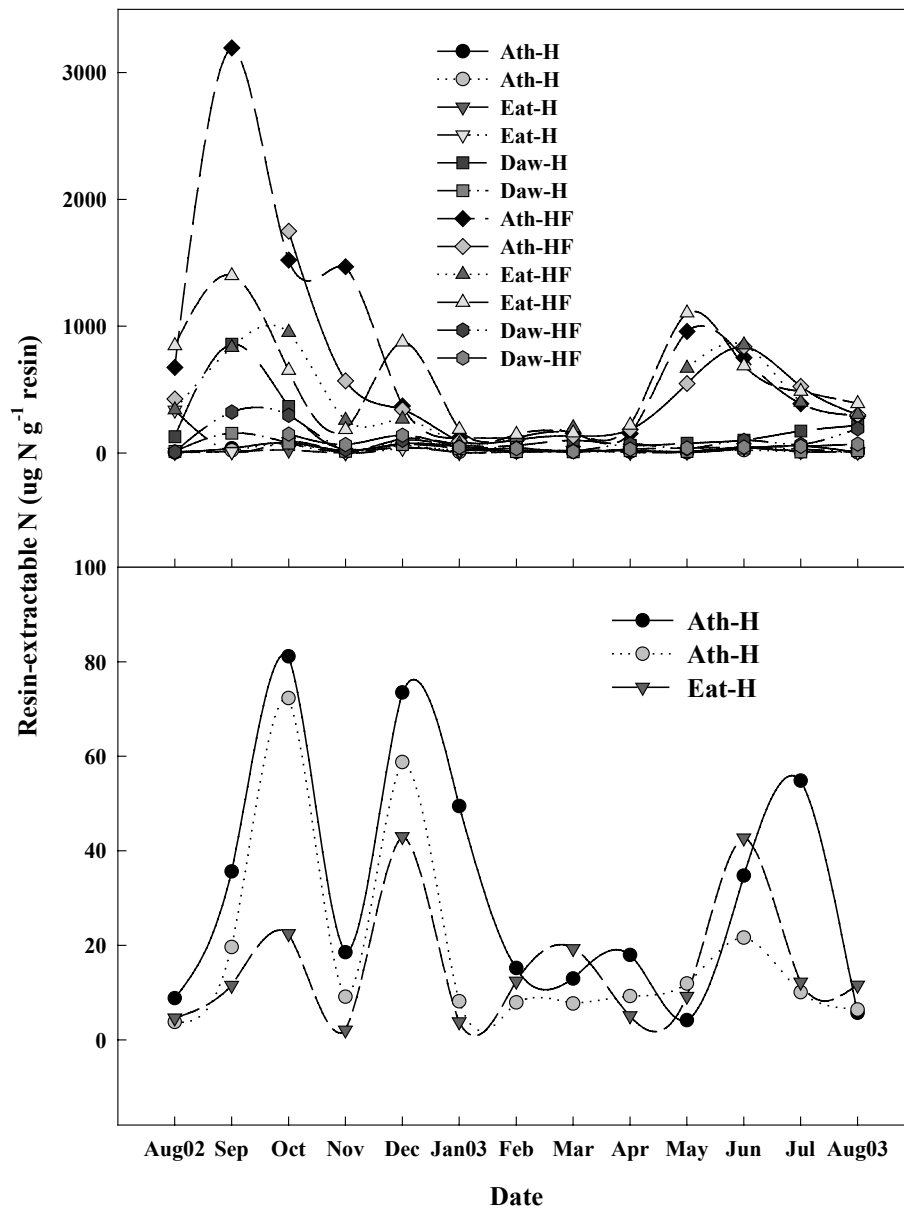 3000
2000
1000
0
Ath-H
Ath-H
Eat-H
Eat-H
Daw-H
Daw-H
Ath-HF
Ath-HF
Eat-HF
Eat-HF
Daw-HF
Daw-HF
Resin-extractable N (ug N g⁻¹ resin)
100
80
60
40
20
0
Ath-H
Ath-H
Eat-H
Aug02 Sep Oct Nov Dec Jan03 Feb Mar Apr May Jun Jul Aug03
Date